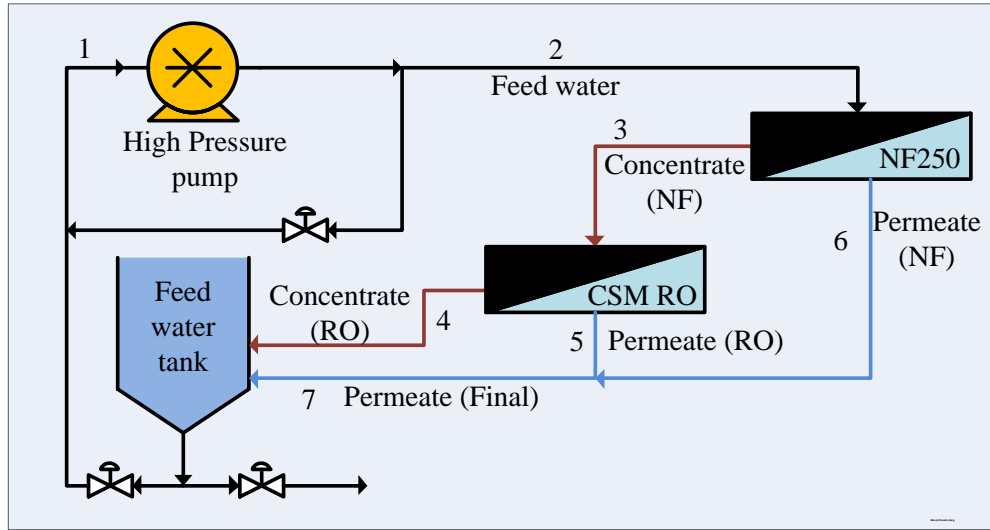 1
2
Feed water
High Pressure
pump
3
Concentrate
(NF)
NF250
Permeate
(NF)
6
Feed
water
tank
Concentrate
(RO)
4
CSM RO
5
Permeate (RO)
7
Permeate (Final)